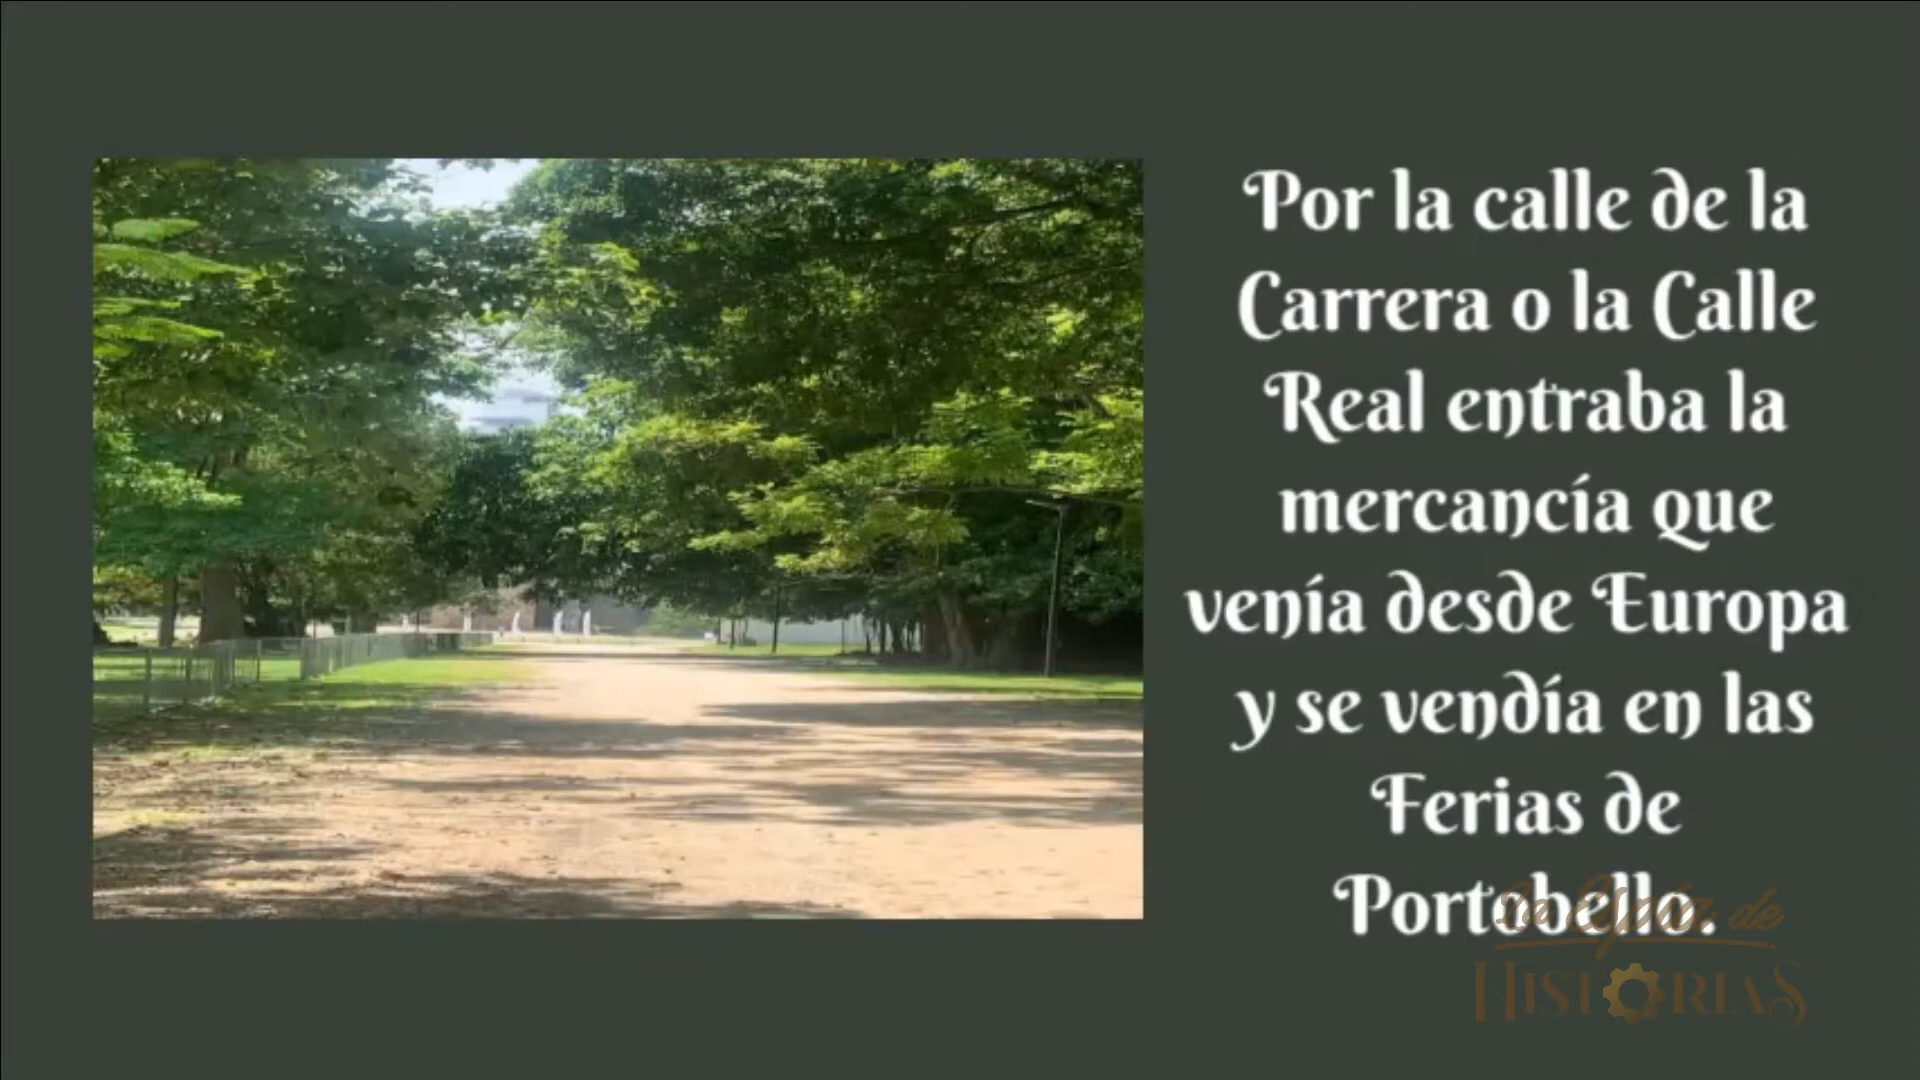 Por la calle de la
Carrera o la Calle
Real entraba la
mercancía que
venía desde Europa
y se vendía en las
Ferias de
Portobello.
de
HISTORIAS